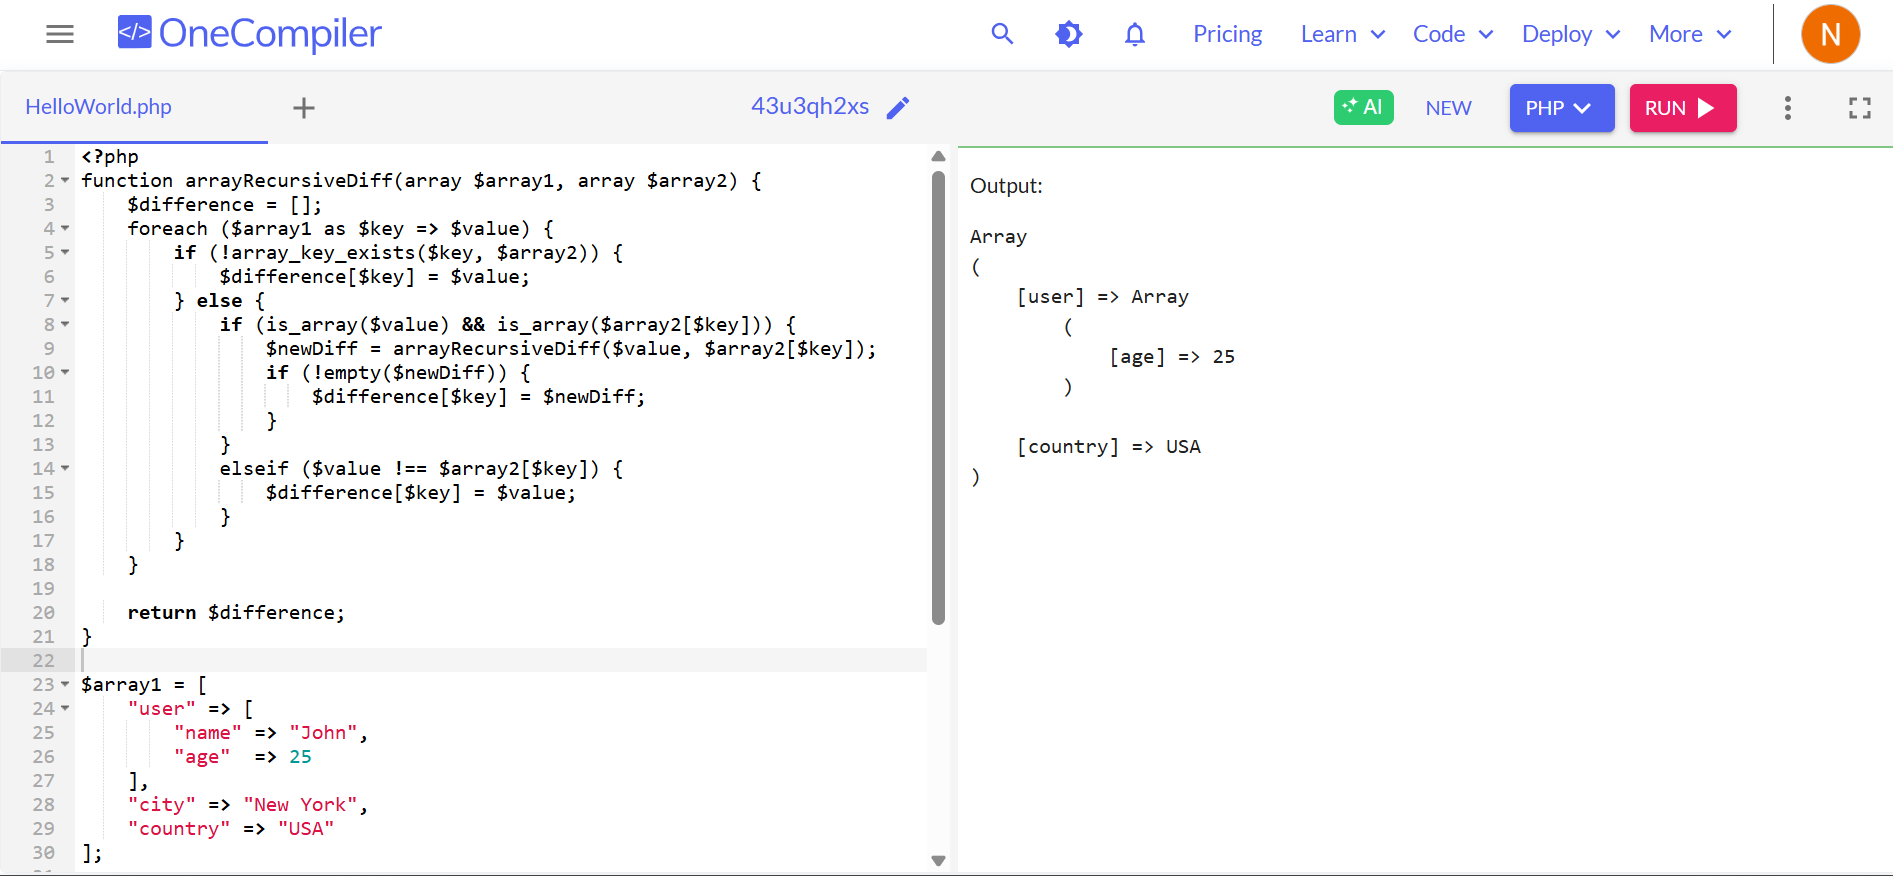 </> OneCompiler
Pricing Learn Code Deploy More N
HelloWorld.php + 43u3qh2xs AI NEW PHP RUN
1 <?php
2 function arrayRecursiveDiff(array $array1, array $array2) {
3     $difference = [];
4     foreach ($array1 as $key => $value) {
5         if (!array_key_exists($key, $array2)) {
6             $difference[$key] = $value;
7         } else {
8             if (is_array($value) && is_array($array2[$key])) {
9                 $newDiff = arrayRecursiveDiff($value, $array2[$key]);
10                 if (!empty($newDiff)) {
11                     $difference[$key] = $newDiff;
12                 }
13             }
14             elseif ($value !== $array2[$key]) {
15                 $difference[$key] = $value;
16             }
17         }
18     }
19
20     return $difference;
21 }
22
23 $array1 = [
24     "user" => [
25         "name" => "John",
26         "age"  => 25
27     ],
28     "city" => "New York",
29     "country" => "USA"
30 ];
Output:
Array
(
    [user] => Array
        (
            [age] => 25
        )
    [country] => USA
)